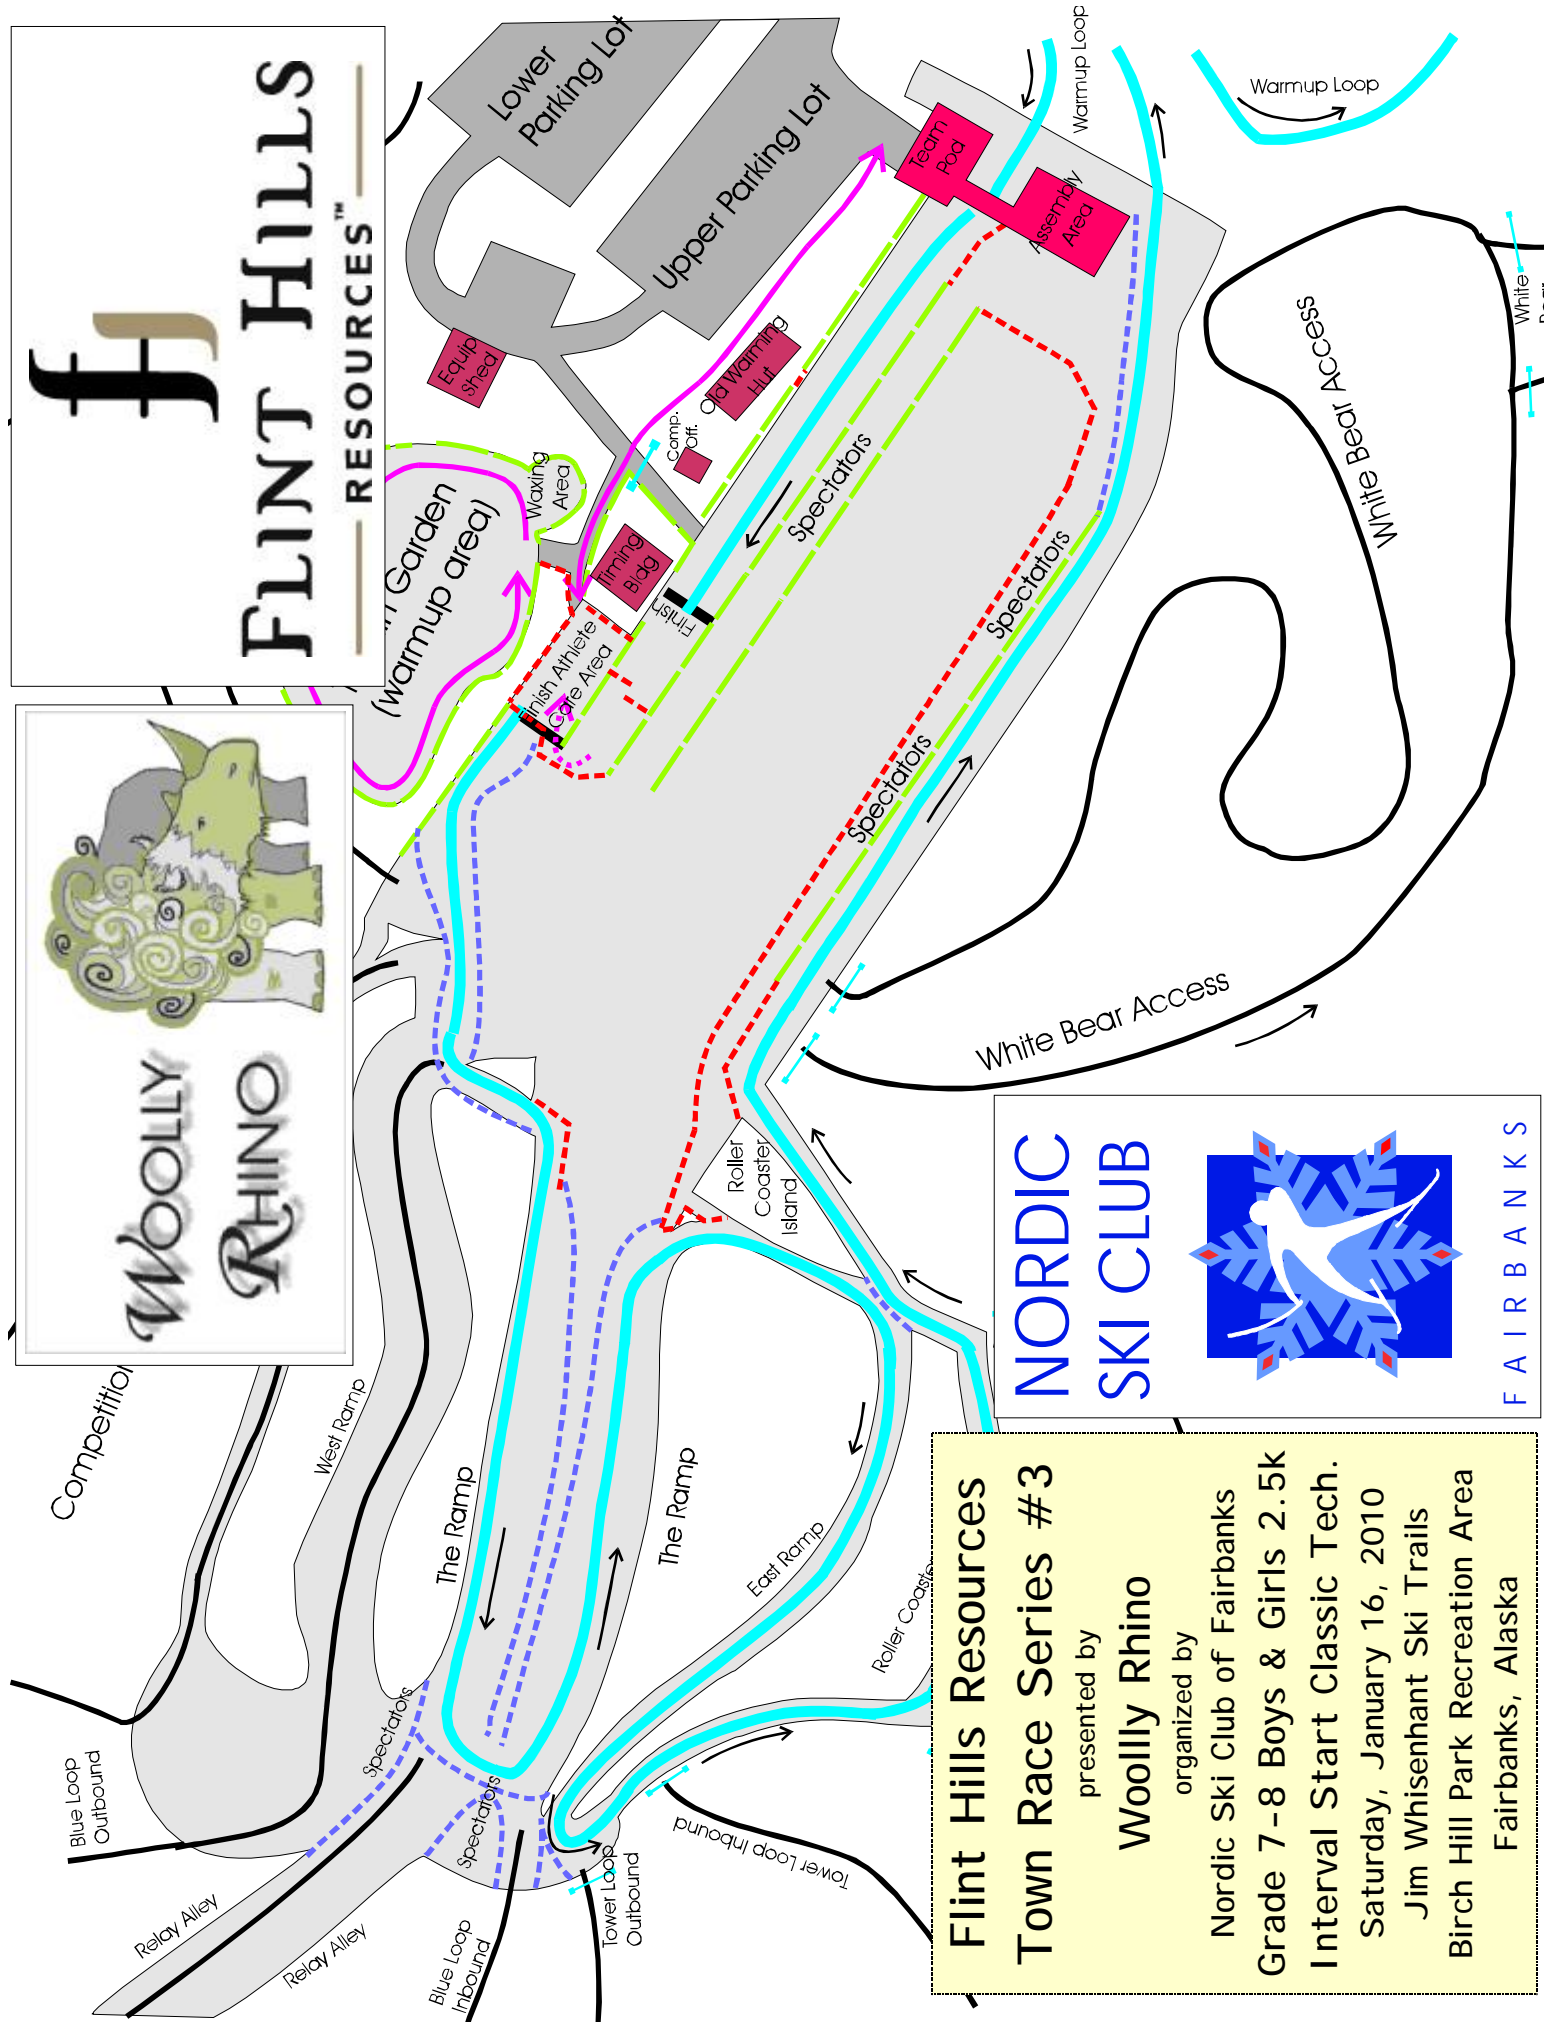 FLINT HILLS
RESOURCES™
WOOLLY
RHINO
Lower
Parking Lot
Upper Parking Lot
Equip
Shed
Team
Pod
Assembly
Area
Warmup Loop
Warmup Loop
Old Warming
Hut
Comp.
Off.
Waxing
Area
Garden
(warmup area)
Timing
Bldg
Finish
Finish Athlete
Care Area
Spectators
Spectators
Spectators
White Bear Access
White Bear Access
White
Roller
Coaster
Island
Competition
West Ramp
The Ramp
The Ramp
East Ramp
Roller Coaster
Spectators
Spectators
Blue Loop
Outbound
Relay Alley
Relay Alley
Blue Loop
Inbound
Tower Loop
Outbound
Tower Loop Inbound
NORDIC
SKI CLUB
FAIRBANKS
Flint Hills Resources
Town Race Series #3
presented by
Woollly Rhino
organized by
Nordic Ski Club of Fairbanks
Grade 7-8 Boys & Girls 2.5k
Interval Start Classic Tech.
Saturday, January 16, 2010
Jim Whisenhant Ski Trails
Birch Hill Park Recreation Area
Fairbanks, Alaska